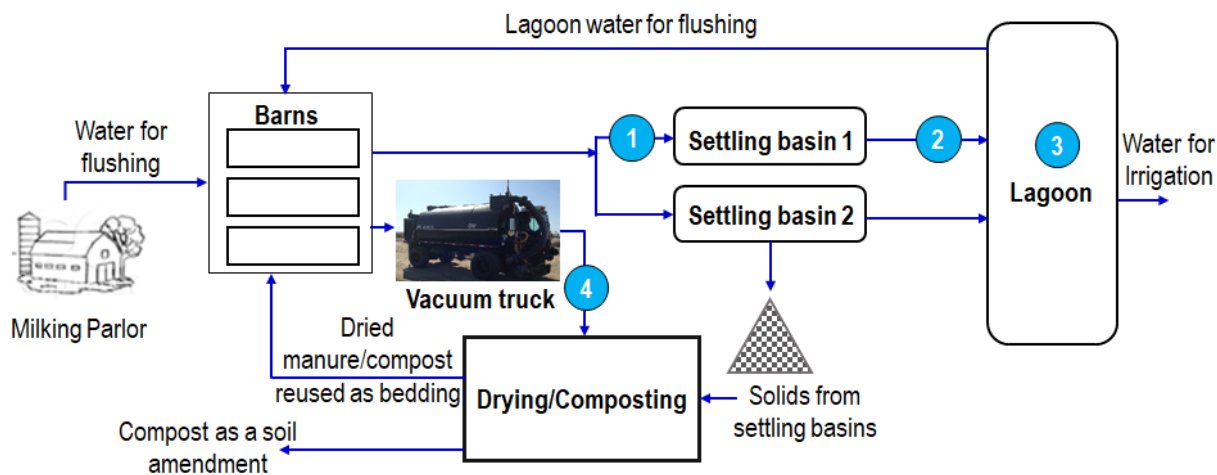 Lagoon water for flushing
Water for
flushing
Barns
1
Settling basin 1
2
3
Lagoon
Water for
Irrigation
Settling basin 2
Vacuum truck
4
Milking Parlor
Dried
manure/compost
reused as bedding
Drying/Composting
Solids from
settling basins
Compost as a soil
amendment